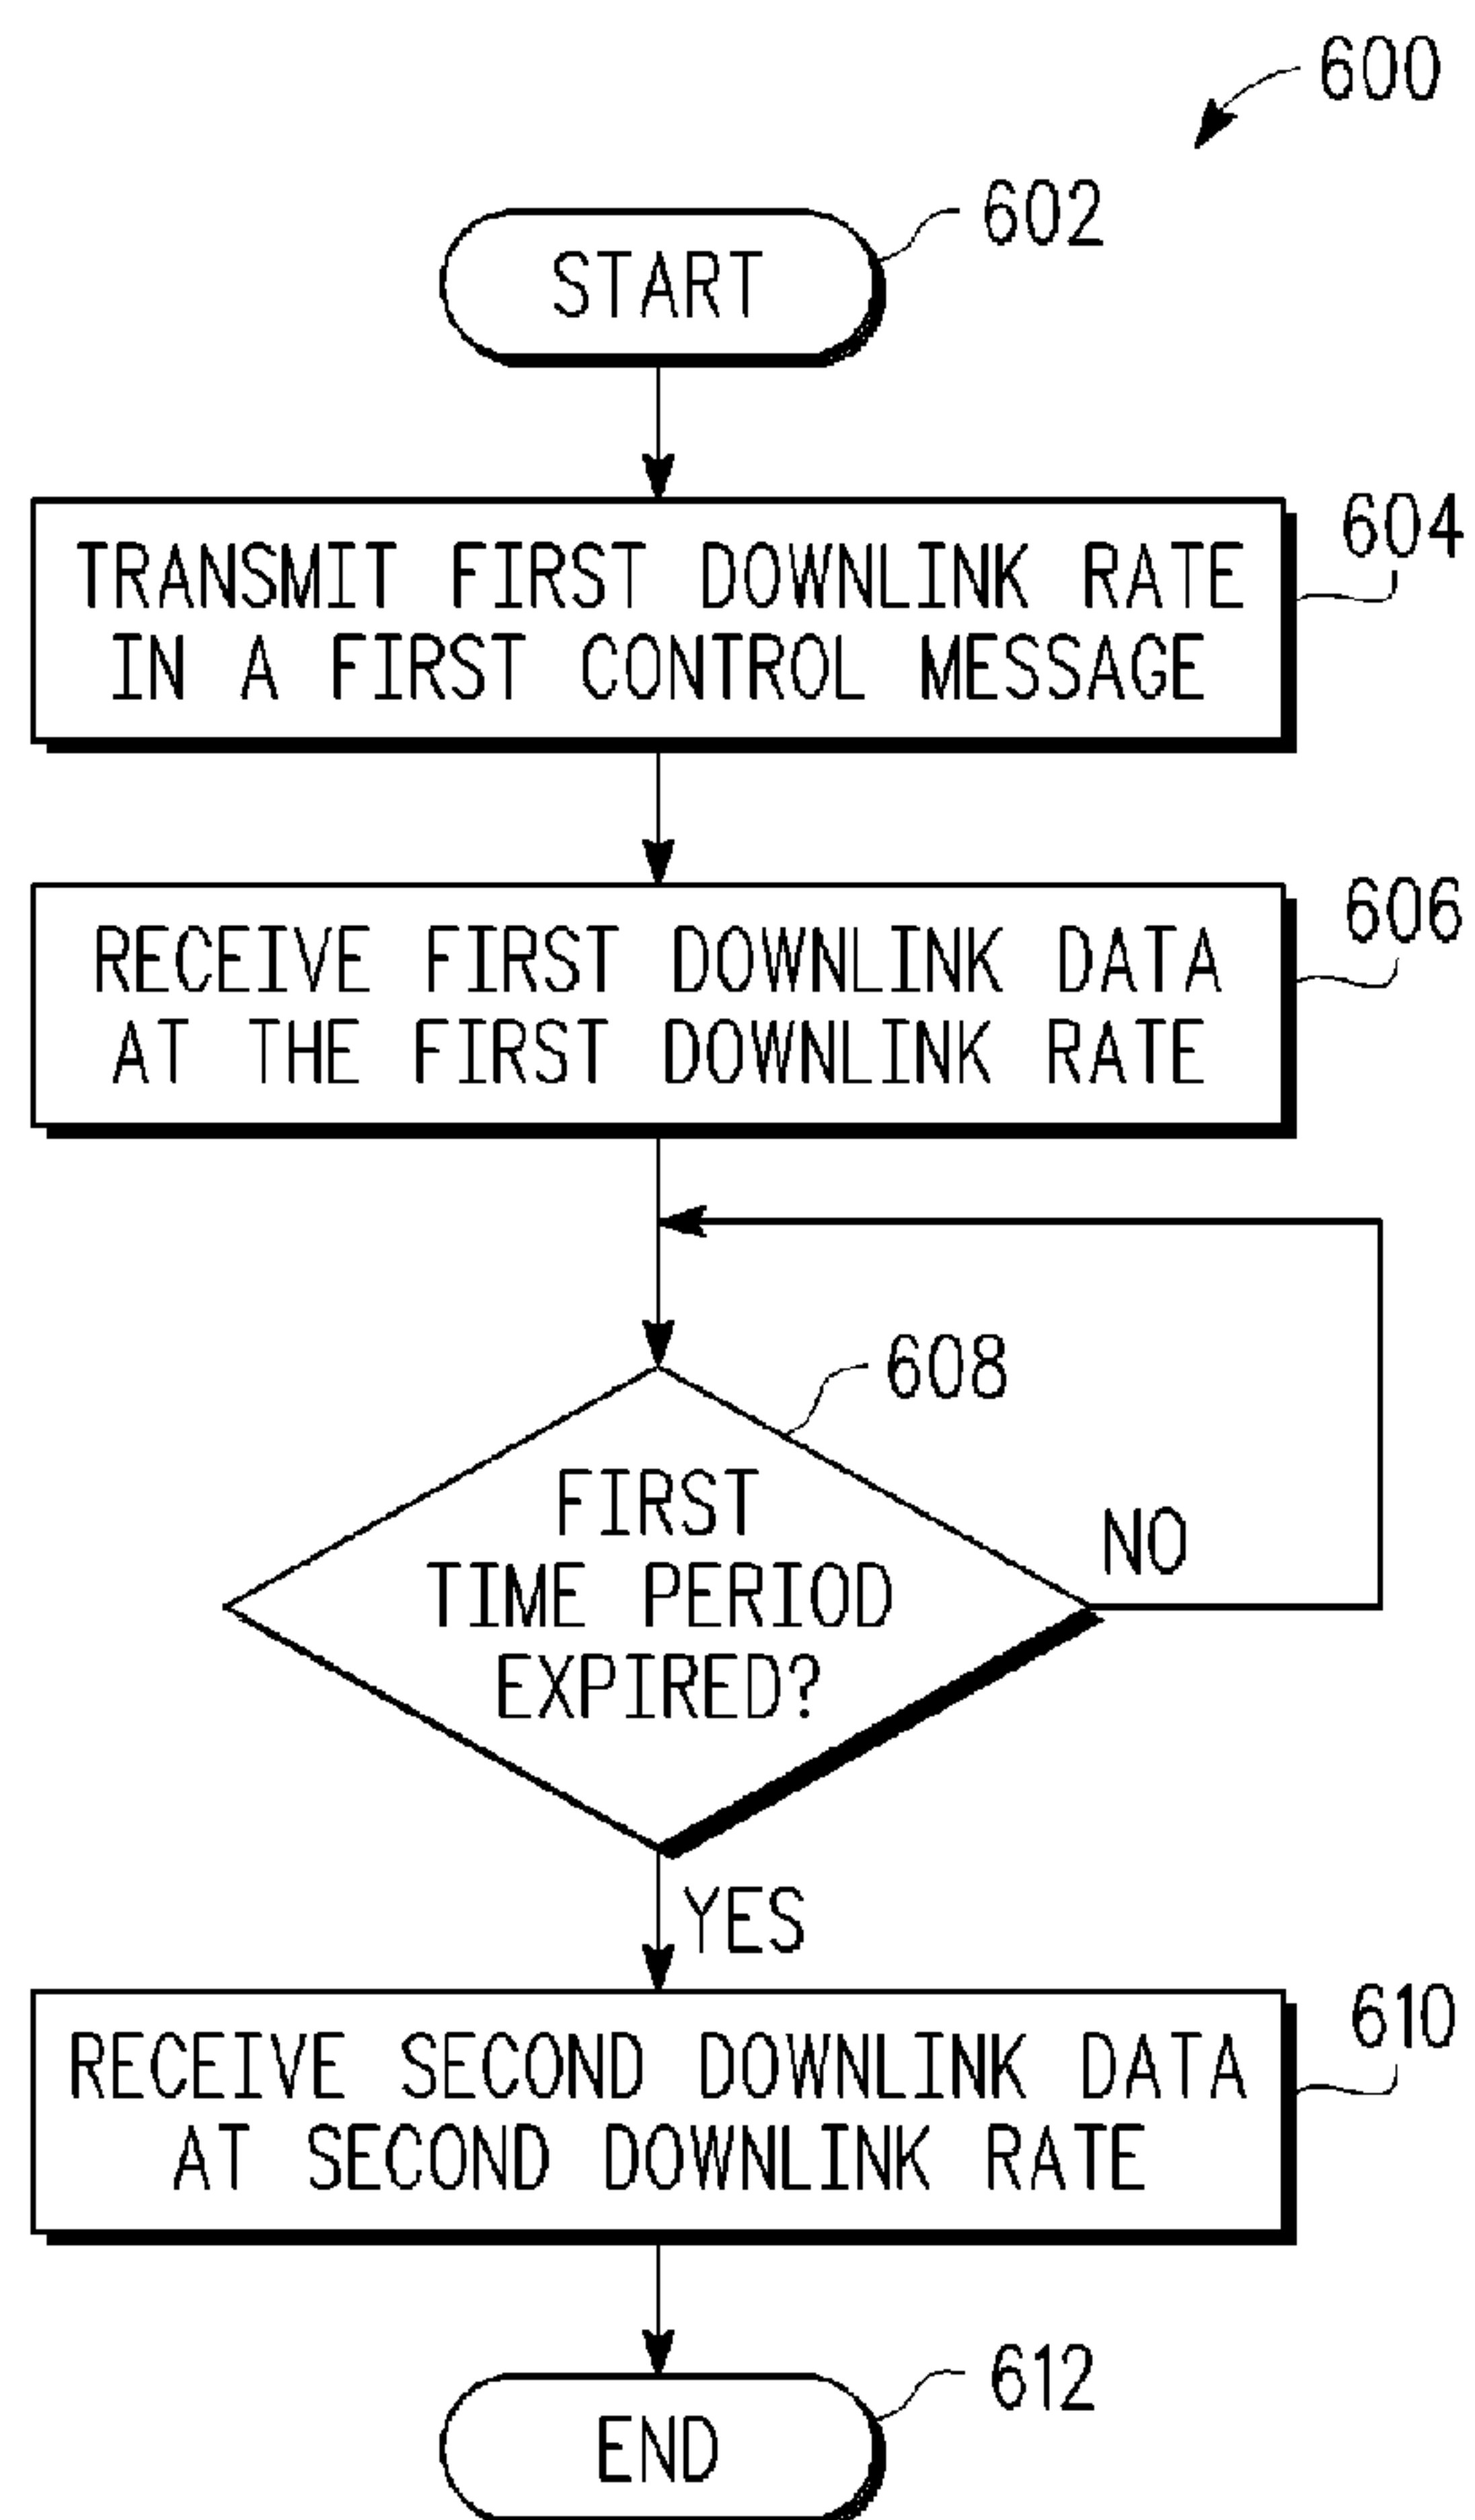 600
602
START
604
TRANSMIT FIRST DOWNLINK RATE
IN A FIRST CONTROL MESSAGE
606
RECEIVE FIRST DOWNLINK DATA
AT THE FIRST DOWNLINK RATE
608
FIRST
TIME PERIOD
EXPIRED?
NO
YES
610
RECEIVE SECOND DOWNLINK DATA
AT SECOND DOWNLINK RATE
612
END